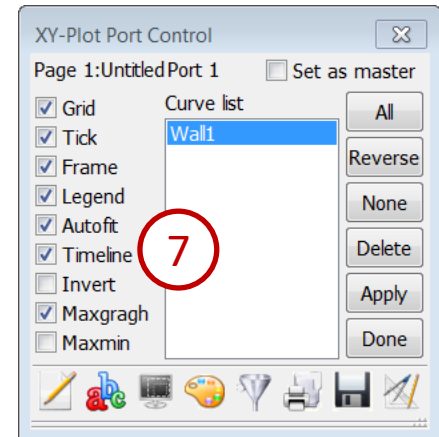 XY-Plot Port Control
Page 1:Untitled Port 1
Set as master
Grid
Tick
Frame
Legend
Autofit
Timeline
Invert
Maxgragh
Maxmin
Curve list
Wall1
7
All
Reverse
None
Delete
Apply
Done
abc